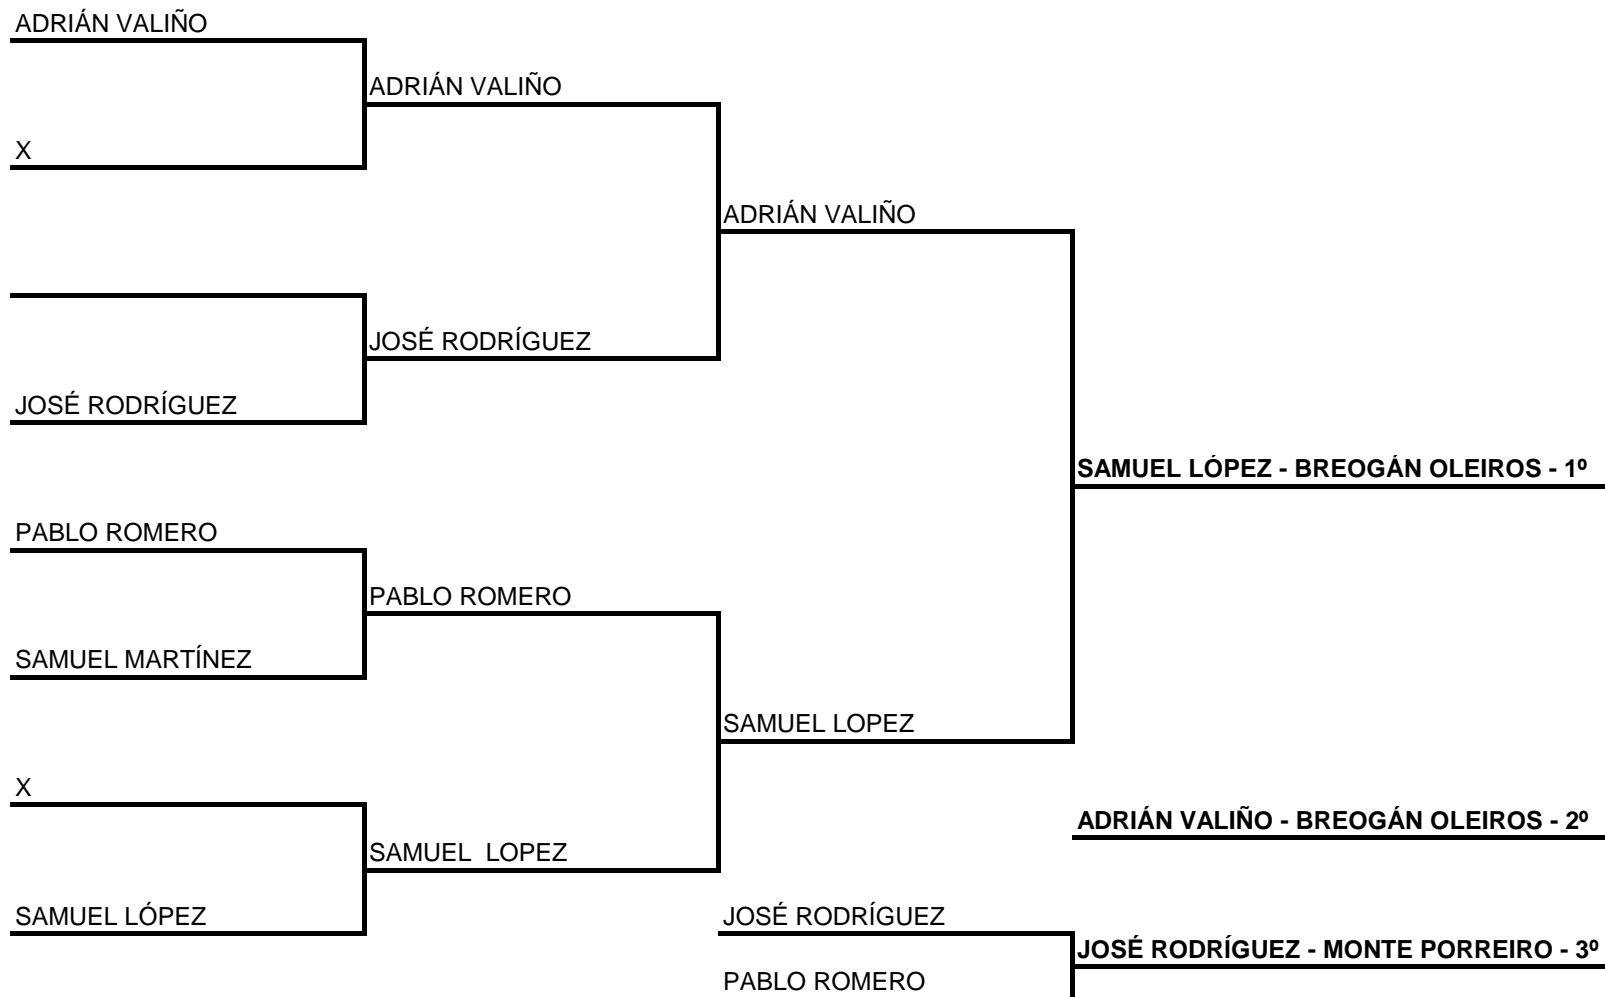 ADRIÁN VALIÑO
ADRIÁN VALIÑO
X
ADRIÁN VALIÑO
JOSÉ RODRÍGUEZ
JOSÉ RODRÍGUEZ
SAMUEL LÓPEZ - BREOGÁN OLEIROS - 1º
PABLO ROMERO
PABLO ROMERO
SAMUEL MARTÍNEZ
SAMUEL LOPEZ
X
ADRIÁN VALIÑO - BREOGÁN OLEIROS - 2º
SAMUEL  LOPEZ
SAMUEL LÓPEZ
JOSÉ RODRÍGUEZ
JOSÉ RODRÍGUEZ - MONTE PORREIRO - 3º
PABLO ROMERO